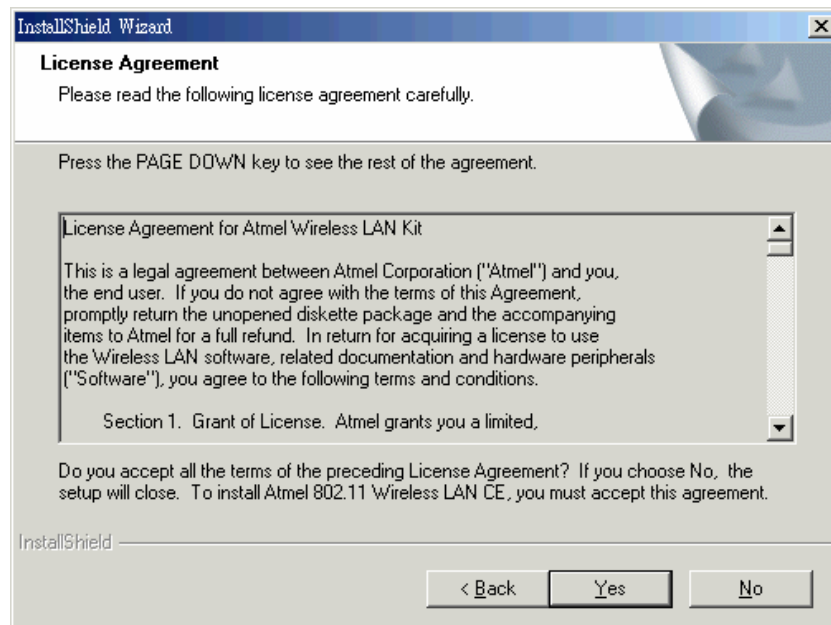 InstallShield Wizard
License Agreement
Please read the following license agreement carefully.
Press the PAGE DOWN key to see the rest of the agreement.
License Agreement for Atmel Wireless LAN Kit
This is a legal agreement between Atmel Corporation ("Atmel") and you,
the end user.  If you do not agree with the terms of this Agreement,
promptly return the unopened diskette package and the accompanying
items to Atmel for a full refund.  In return for acquiring a license to use
the Wireless LAN software, related documentation and hardware peripherals
("Software"), you agree to the following terms and conditions.
Section 1.  Grant of License.  Atmel grants you a limited,
Do you accept all the terms of the preceding License Agreement?  If you choose No,  the
setup will close.  To install Atmel 802.11 Wireless LAN CE, you must accept this agreement.
InstallShield
< Back
Yes
No